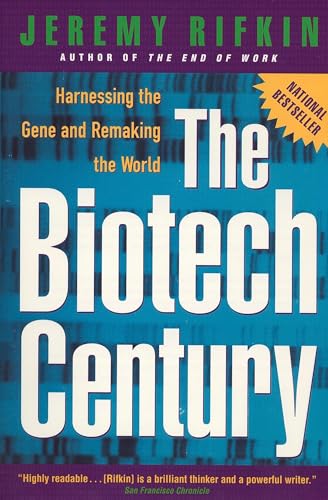 JEREMY RIFKIN
AUTHOR OF THE END OF WORK
NATIONAL
BESTSELLER
Harnessing the
Gene and Remaking
the World
The
Biotech
Century
"Highly readable...[Rifkin] is a brilliant thinker and a powerful writer."
San Francisco Chronicle